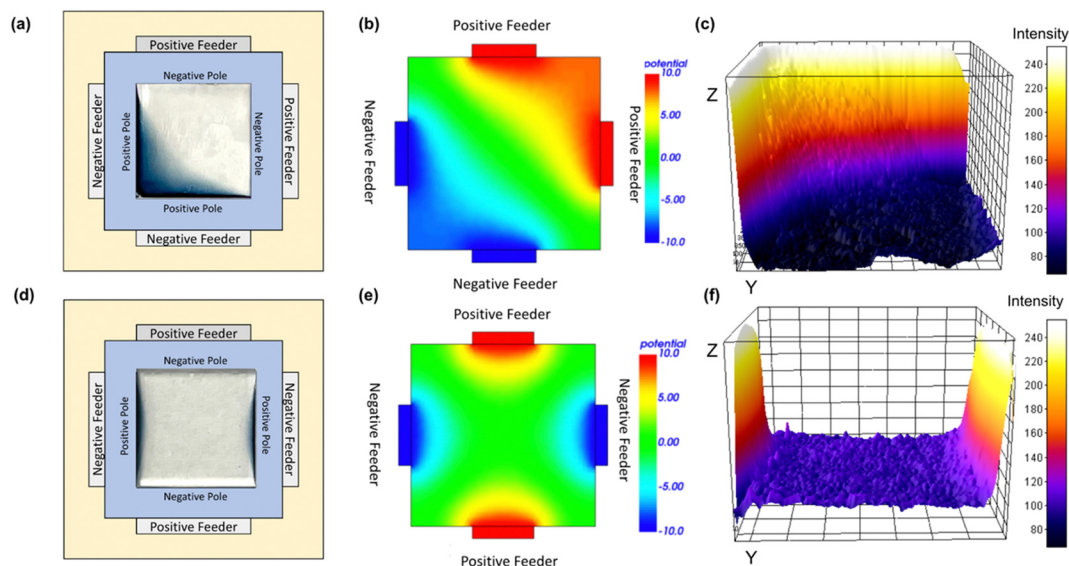 (a)
Positive Feeder
Negative Pole
Negative Feeder
Positive Pole
Negative Pole
Positive Feeder
Positive Pole
Negative Feeder
(b)
Positive Feeder
Negative Feeder
Positive Feeder
Negative Feeder
potential
10.0
5.00
0.00
-5.00
-10.0
(c)
Intensity
Z
Y
240
220
200
180
160
140
120
100
80
(d)
Positive Feeder
Negative Pole
Negative Feeder
Positive Pole
Positive Pole
Negative Feeder
Negative Pole
Positive Feeder
(e)
Positive Feeder
Negative Feeder
Negative Feeder
Positive Feeder
potential
10.0
5.00
0.00
-5.00
-10.0
(f)
Intensity
Z
Y
240
220
200
180
160
140
120
100
80